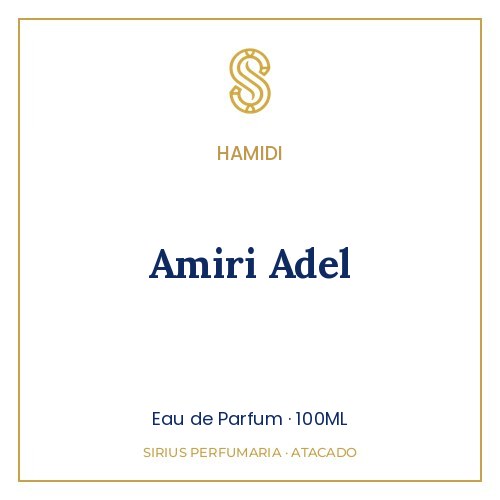 HAMIDI
Amiri Adel
Eau de Parfum · 100ML
SIRIUS PERFUMARIA · ATACADO